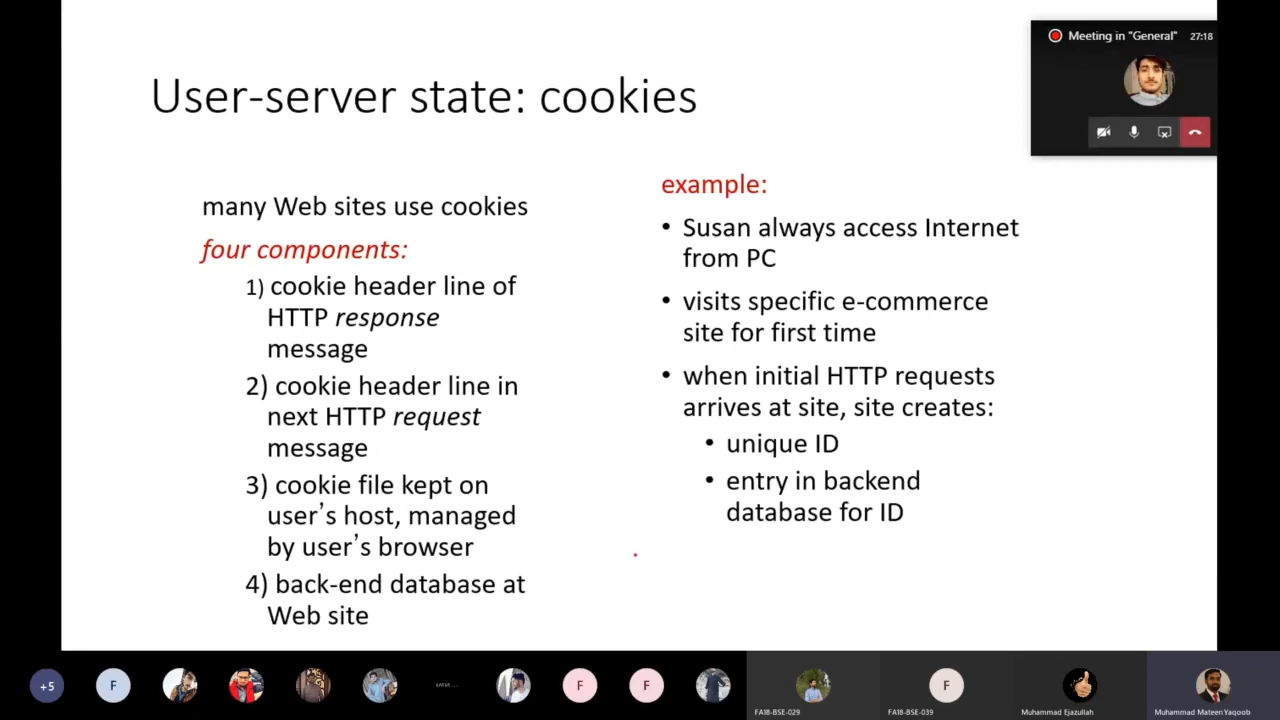 Meeting in "General" 27:18
User-server state: cookies
many Web sites use cookies
four components:
1) cookie header line of
HTTP response
message
2) cookie header line in
next HTTP request
message
3) cookie file kept on
user’s host, managed
by user’s browser
4) back-end database at
Web site
example:
• Susan always access Internet
from PC
• visits specific e-commerce
site for first time
• when initial HTTP requests
arrives at site, site creates:
• unique ID
• entry in backend
database for ID
+5 F F F F
FA18-BSE-029 FA18-BSE-039 Muhammad Ejazullah Muhammad Mateen Yaqoob